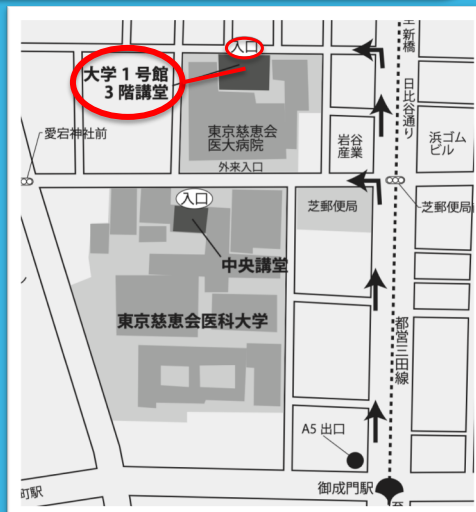 至新橋
入口
大学1号館
3階講堂
日比谷通り
愛宕神社前
東京慈恵会
医大病院
岩谷
産業
浜ゴム
ビル
外来入口
入口
芝郵便局
芝郵便局
中央講堂
東京慈恵会医科大学
都営三田線
A5 出口
町駅
御成門駅
至